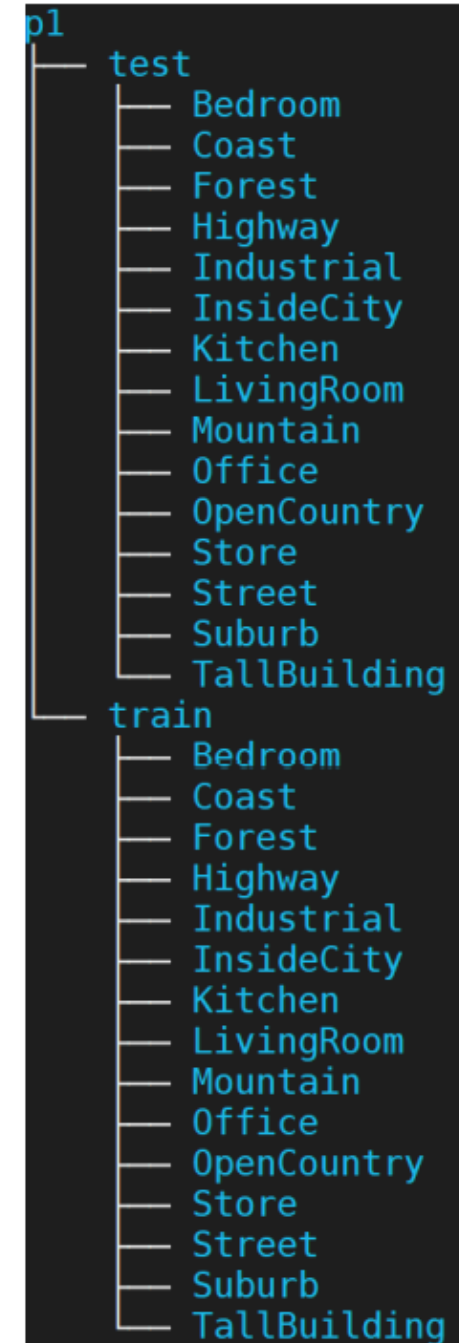 p1
├── test
│   ├── Bedroom
│   ├── Coast
│   ├── Forest
│   ├── Highway
│   ├── Industrial
│   ├── InsideCity
│   ├── Kitchen
│   ├── LivingRoom
│   ├── Mountain
│   ├── Office
│   ├── OpenCountry
│   ├── Store
│   ├── Street
│   ├── Suburb
│   └── TallBuilding
└── train
    ├── Bedroom
    ├── Coast
    ├── Forest
    ├── Highway
    ├── Industrial
    ├── InsideCity
    ├── Kitchen
    ├── LivingRoom
    ├── Mountain
    ├── Office
    ├── OpenCountry
    ├── Store
    ├── Street
    ├── Suburb
    └── TallBuilding